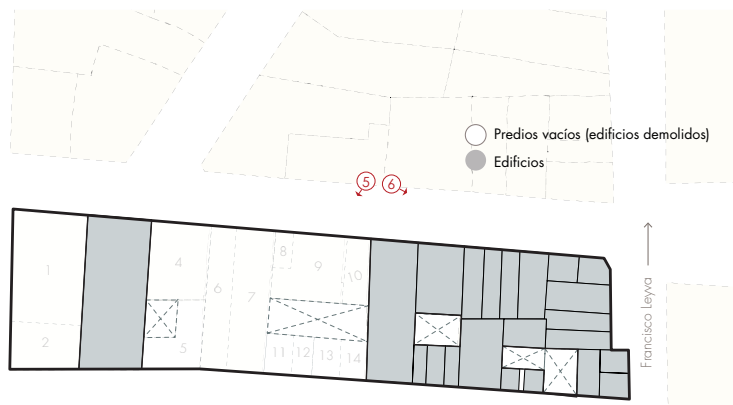 Predios vacíos (edificios demolidos)
Edificios
5 6
Francisco Leyva
1
2
4
5
6
7
8
9
10
11 12 13 14